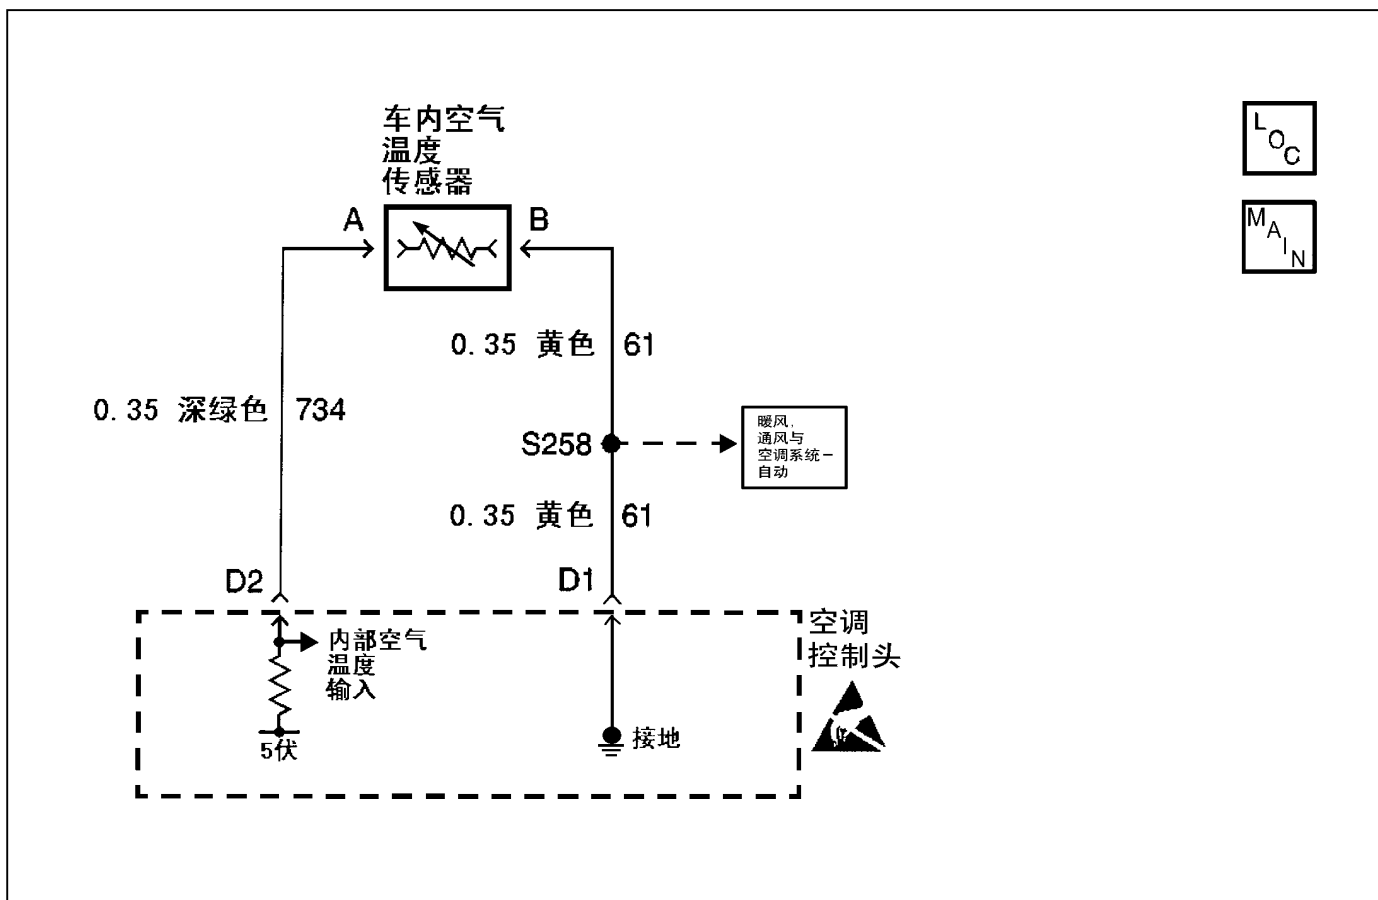 车内空气
温度
传感器
LOC
MAIN
A
B
0.35 黄色 61
0.35 深绿色 734
S258
暖风,
通风与
空调系统-
自动
0.35 黄色 61
D2
D1
内部空气
温度
输入
5伏
接地
空调
控制头